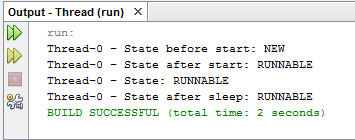 Output - Thread (run) ×
run:
Thread-0 - State before start: NEW
Thread-0 - State after start: RUNNABLE
Thread-0 - State: RUNNABLE
Thread-0 - State after sleep: RUNNABLE
BUILD SUCCESSFUL (total time: 2 seconds)